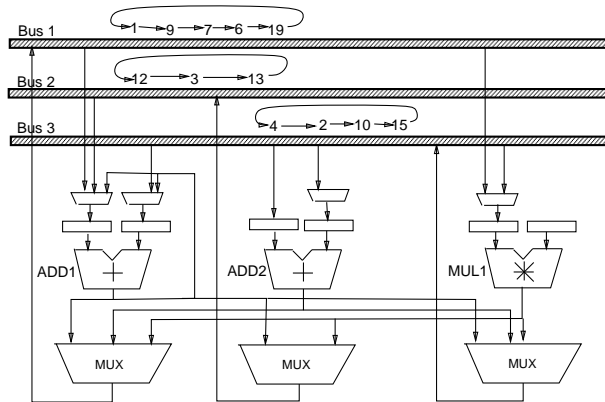 1 9 7 6 19
Bus 1
12 3 13
Bus 2
4 2 10 15
Bus 3
ADD1 + ADD2 + MUL1 *
MUX MUX MUX